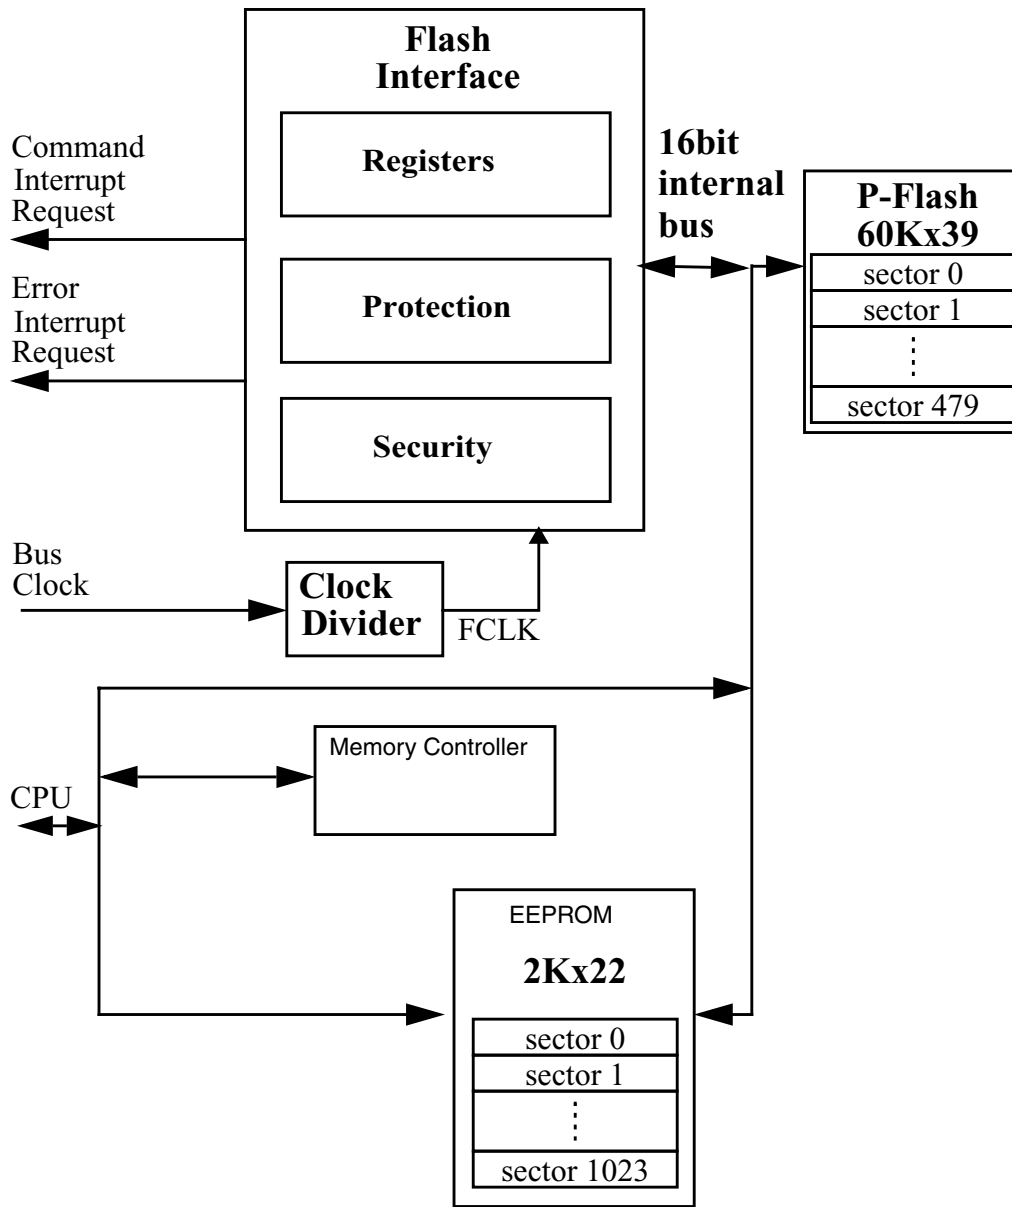 Flash
Interface
Registers
Protection
Security
Command
Interrupt
Request
Error
Interrupt
Request
16bit
internal
bus
P-Flash
60Kx39
sector 0
sector 1
sector 479
Bus
Clock
Clock
Divider
FCLK
Memory Controller
CPU
EEPROM
2Kx22
sector 0
sector 1
sector 1023